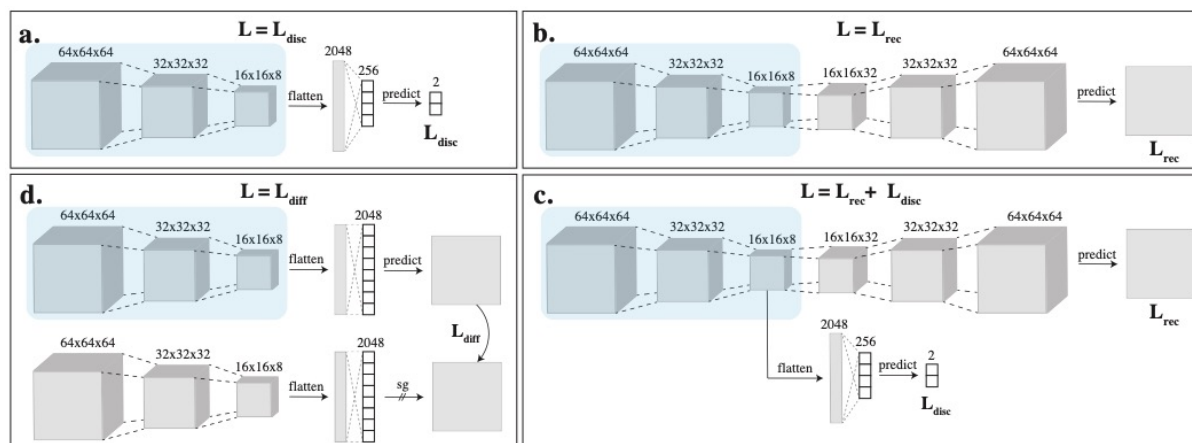 a.
L = L_disc
64x64x64
32x32x32
16x16x8
flatten
2048
256
predict
2
L_disc
b.
L = L_rec
64x64x64
32x32x32
16x16x8
16x16x32
32x32x32
64x64x64
predict
L_rec
d.
L = L_diff
64x64x64
32x32x32
16x16x8
flatten
2048
predict
L_diff
64x64x64
32x32x32
16x16x8
flatten
2048
sg
c.
L = L_rec + L_disc
64x64x64
32x32x32
16x16x8
16x16x32
32x32x32
64x64x64
predict
L_rec
flatten
2048
256
predict
2
L_disc